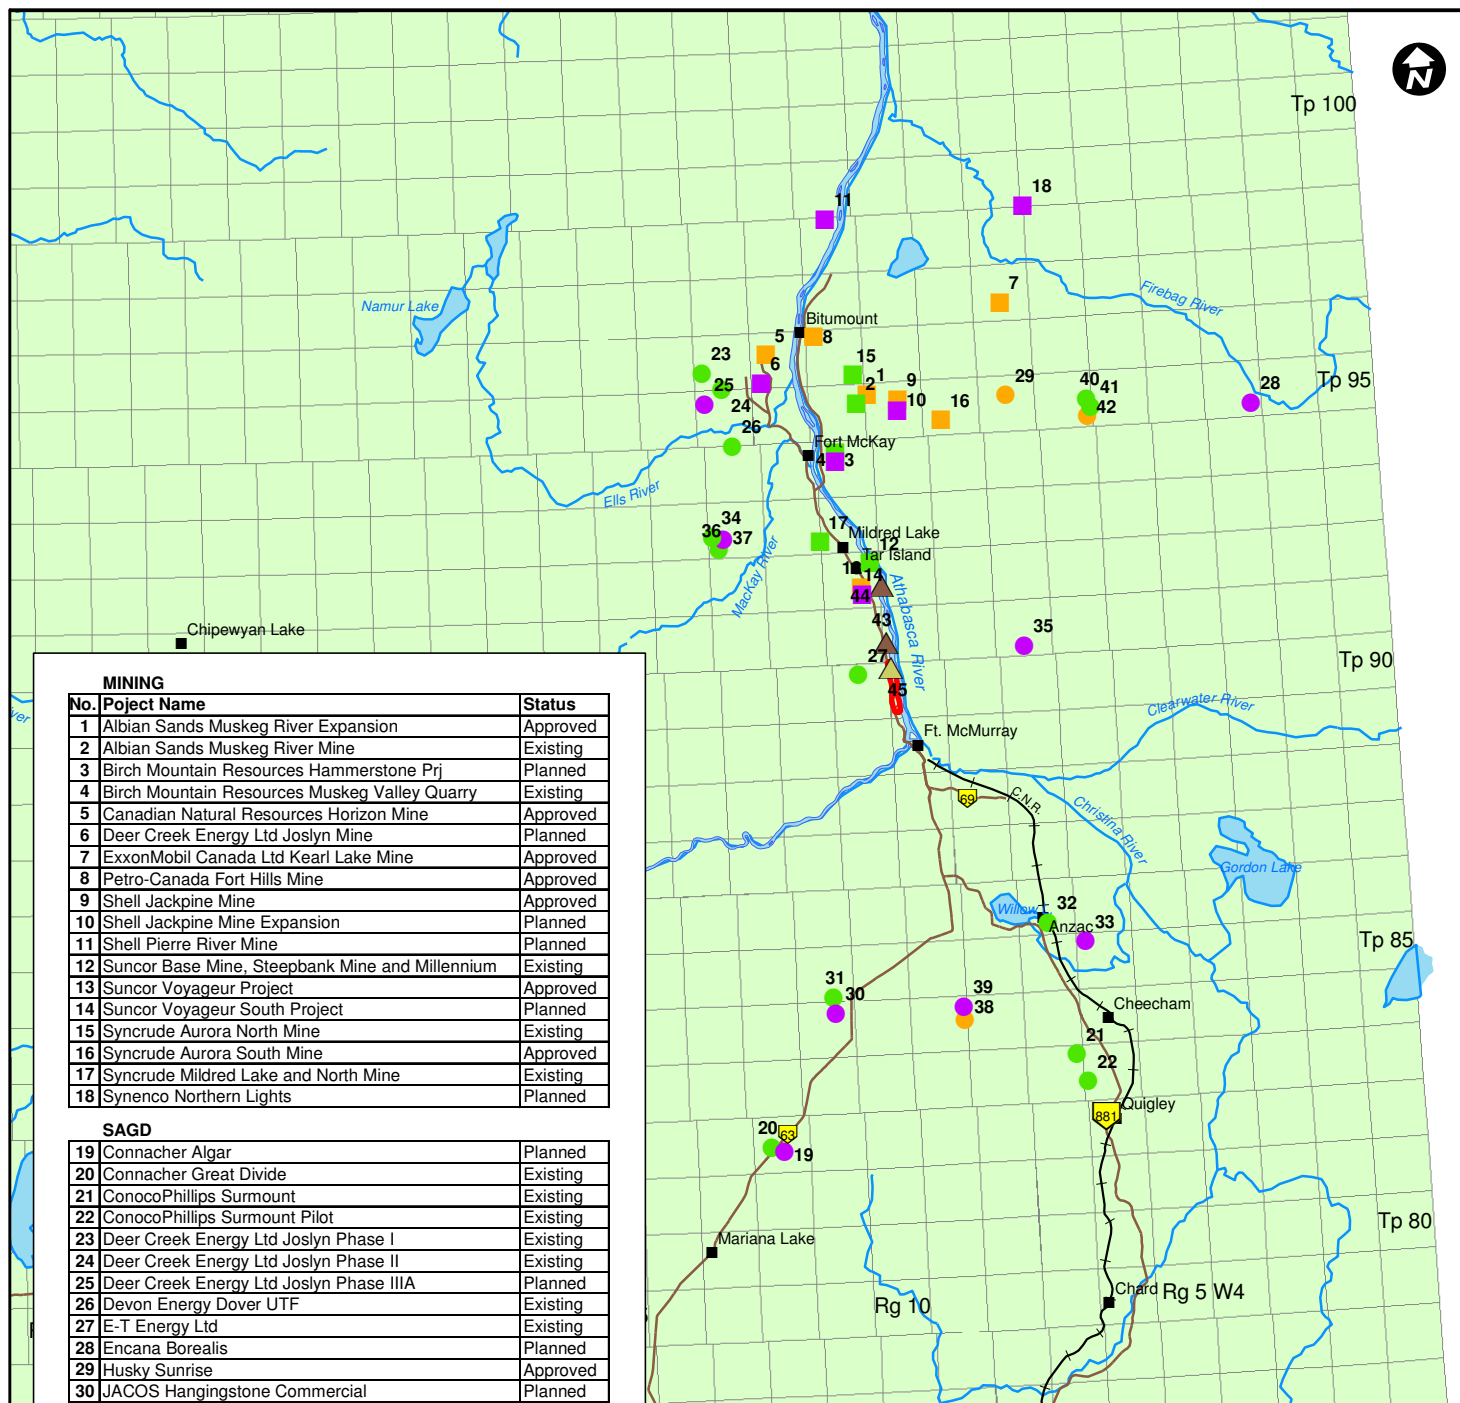 N
Tp 100
18
11
7
Firebag River
Namur Lake
Bitumount
8
5
6
23
25
24
26
15
1
2
9
10
16
29
40
41
42
28
Tp 95
Fort McKay
4
3
Ells River
MacKay River
34
36
37
17
Mildred Lake
12
Tar Island
14
44
Athabasca River
43
27
45
35
Chipewyan Lake
Tp 90
Clearwater River
Ft. McMurray
69
C.N.R.
Christina River
Gordon Lake
Willow
32
Anzac
33
Tp 85
31
30
39
38
Cheecham
21
22
881
Quigley
20
63
19
Mariana Lake
Tp 80
Rg 10
Chard
Rg 5 W4
MINING
No. Poject Name Status
1 Albian Sands Muskeg River Expansion Approved
2 Albian Sands Muskeg River Mine Existing
3 Birch Mountain Resources Hammerstone Prj Planned
4 Birch Mountain Resources Muskeg Valley Quarry Existing
5 Canadian Natural Resources Horizon Mine Approved
6 Deer Creek Energy Ltd Joslyn Mine Planned
7 ExxonMobil Canada Ltd Kearl Lake Mine Approved
8 Petro-Canada Fort Hills Mine Approved
9 Shell Jackpine Mine Approved
10 Shell Jackpine Mine Expansion Planned
11 Shell Pierre River Mine Planned
12 Suncor Base Mine, Steepbank Mine and Millennium Existing
13 Suncor Voyageur Project Approved
14 Suncor Voyageur South Project Planned
15 Syncrude Aurora North Mine Existing
16 Syncrude Aurora South Mine Approved
17 Syncrude Mildred Lake and North Mine Existing
18 Synenco Northern Lights Planned
SAGD
19 Connacher Algar Planned
20 Connacher Great Divide Existing
21 ConocoPhillips Surmount Existing
22 ConocoPhillips Surmount Pilot Existing
23 Deer Creek Energy Ltd Joslyn Phase I Existing
24 Deer Creek Energy Ltd Joslyn Phase II Existing
25 Deer Creek Energy Ltd Joslyn Phase IIIA Planned
26 Devon Energy Dover UTF Existing
27 E-T Energy Ltd Existing
28 Encana Borealis Planned
29 Husky Sunrise Approved
30 JACOS Hangingstone Commercial Planned